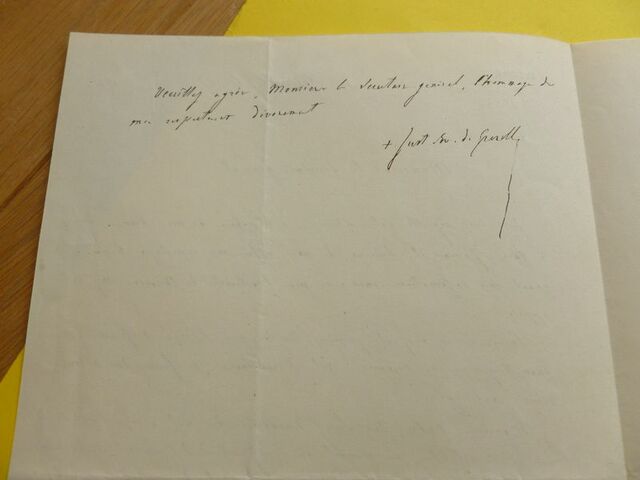 Veuillez agréer, Monsieur le Secrétaire général, l'hommage de
mon respectueux dévouement
+ Just Ev. de Grenoble